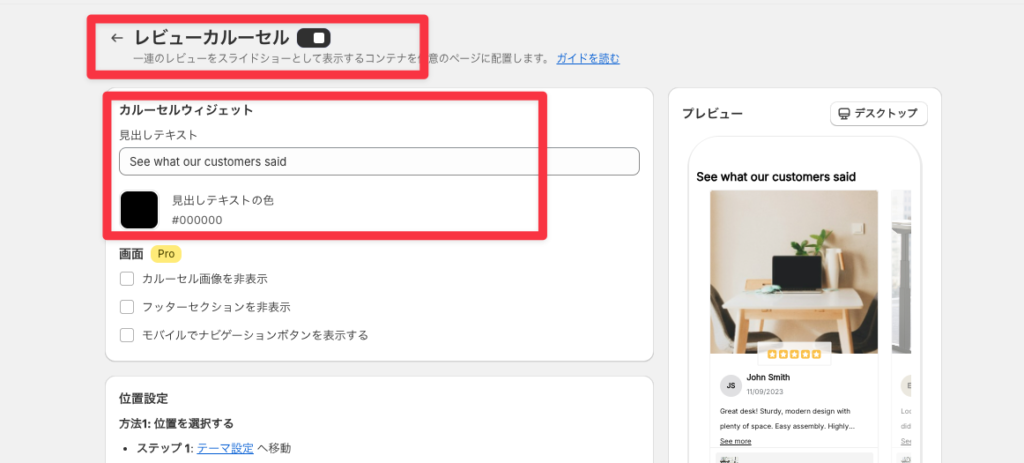 ← レビューカルーセル
一連のレビューをスライドショーとして表示するコンテナを任意のページに配置します。 ガイドを読む
カルーセルウィジェット
見出しテキスト
See what our customers said
見出しテキストの色
#000000
画面 Pro
カルーセル画像を非表示
フッターセクションを非表示
モバイルでナビゲーションボタンを表示する
位置設定
方法1: 位置を選択する
• ステップ 1: テーマ設定 へ移動
プレビュー
デスクトップ
See what our customers said
JS
John Smith
11/09/2023
Great desk! Sturdy, modern design with
plenty of space. Easy assembly. Highly...
See more